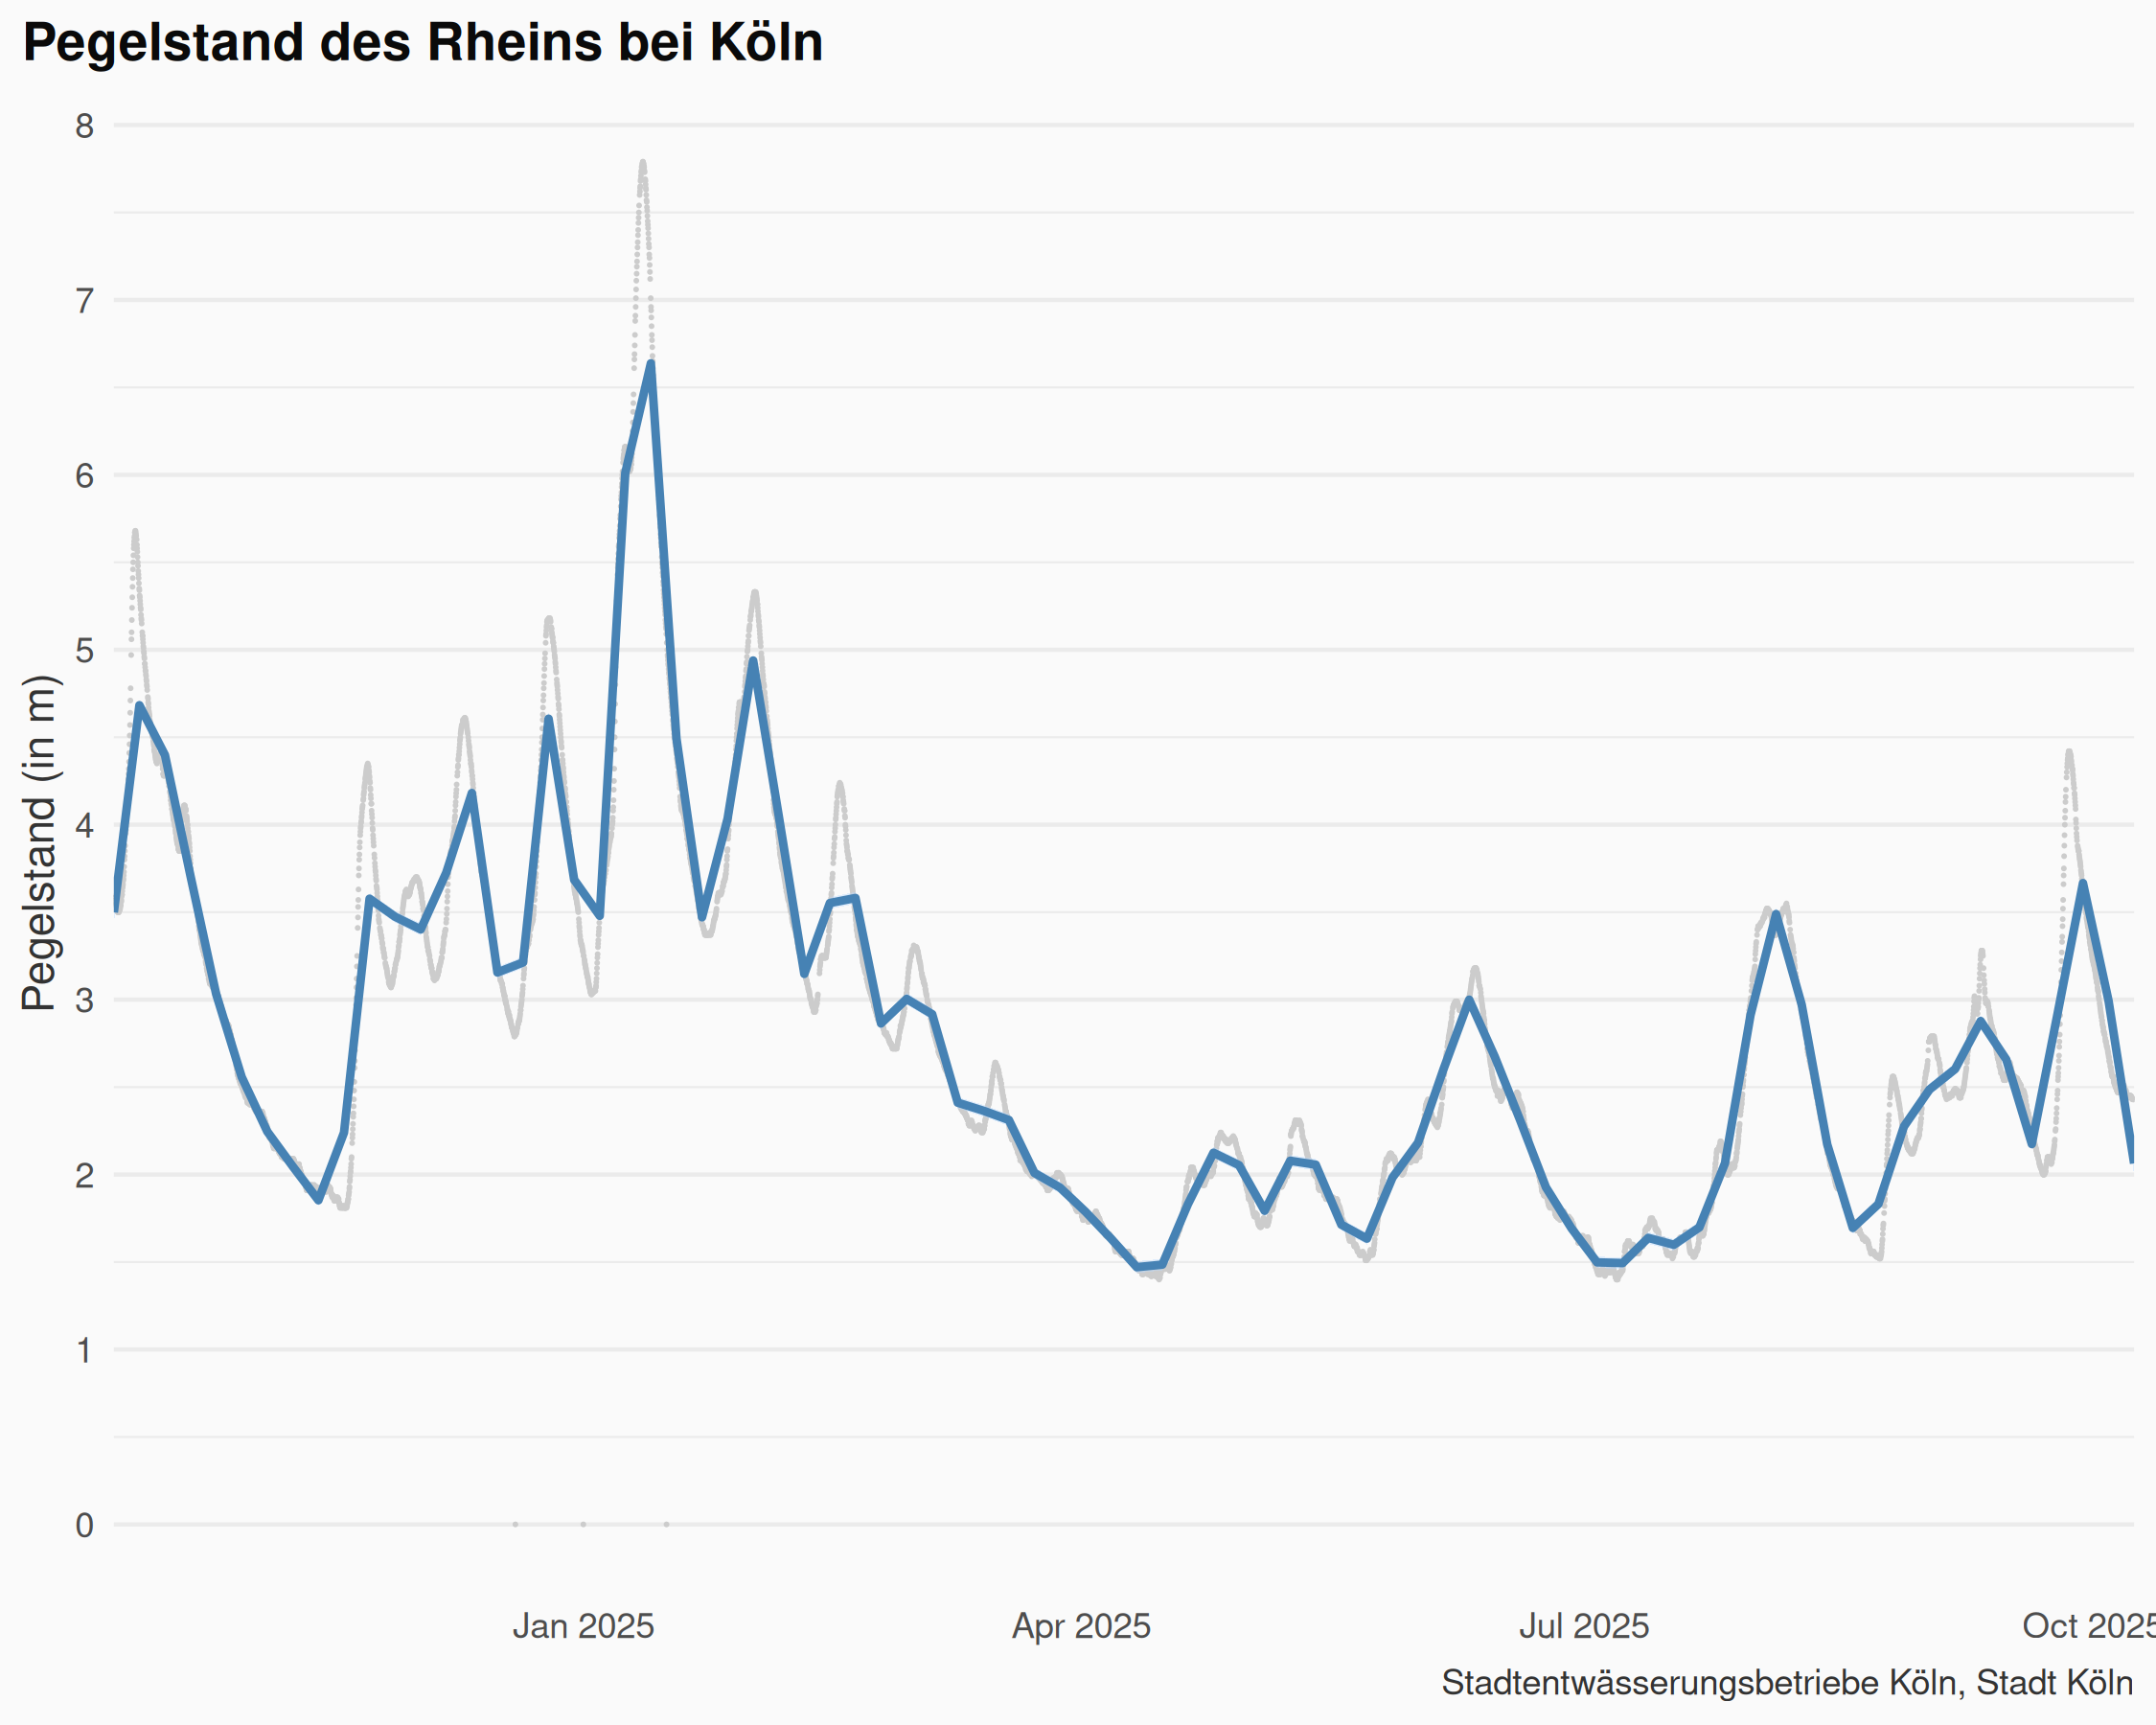 Pegelstand des Rheins bei Köln
Pegelstand (in m)
8
7
6
5
4
3
2
1
0
Jan 2025
Apr 2025
Jul 2025
Oct 2025
Stadtentwässerungsbetriebe Köln, Stadt Köln